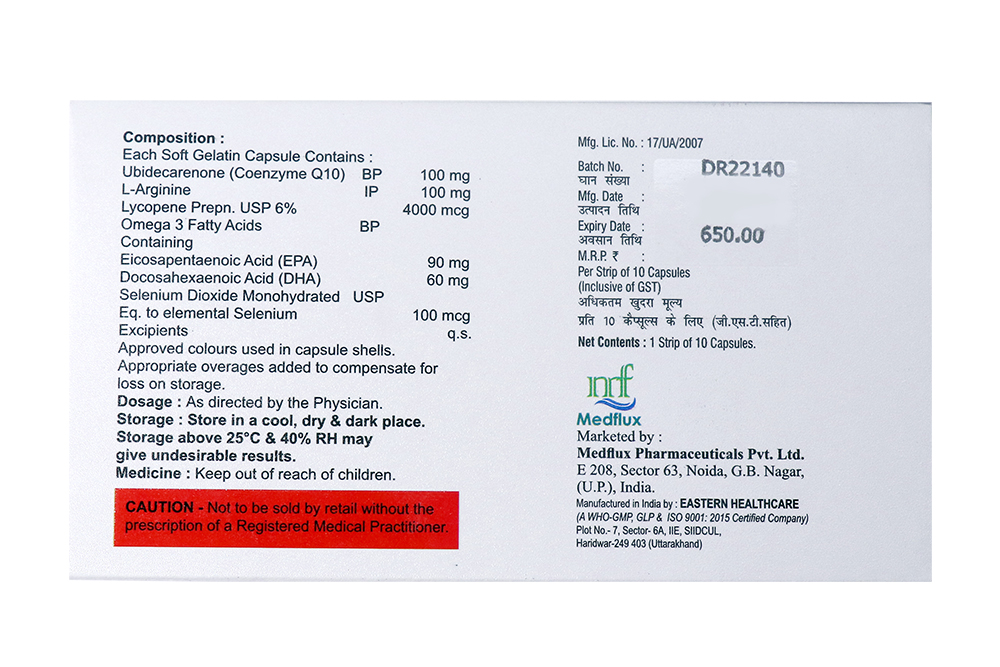 Composition :
Each Soft Gelatin Capsule Contains :
Ubidecarenone (Coenzyme Q10) BP 100 mg
L-Arginine IP 100 mg
Lycopene Prepn. USP 6% 4000 mcg
Omega 3 Fatty Acids BP
Containing
Eicosapentaenoic Acid (EPA) 90 mg
Docosahexaenoic Acid (DHA) 60 mg
Selenium Dioxide Monohydrated USP
Eq. to elemental Selenium 100 mcg
Excipients q.s.
Approved colours used in capsule shells.
Appropriate overages added to compensate for
loss on storage.
Dosage : As directed by the Physician.
Storage : Store in a cool, dry & dark place.
Storage above 25°C & 40% RH may
give undesirable results.
Medicine : Keep out of reach of children.
CAUTION - Not to be sold by retail without the
prescription of a Registered Medical Practitioner.
Mfg. Lic. No. : 17/UA/2007
Batch No. : DR22140
घान संख्या
Mfg. Date :
उत्पादन तिथि
Expiry Date : 650.00
अवसान तिथि
M.R.P. ₹ :
Per Strip of 10 Capsules
(Inclusive of GST)
अधिकतम खुदरा मूल्य
प्रति 10 कैप्सूल्स के लिए (जी.एस.टी.सहित)
Net Contents : 1 Strip of 10 Capsules.
mf
Medflux
Marketed by :
Medflux Pharmaceuticals Pvt. Ltd.
E 208, Sector 63, Noida, G.B. Nagar,
(U.P.), India.
Manufactured in India by : EASTERN HEALTHCARE
(A WHO-GMP, GLP & ISO 9001: 2015 Certified Company)
Plot No.- 7, Sector- 6A, IIE, SIIDCUL,
Haridwar-249 403 (Uttarakhand)